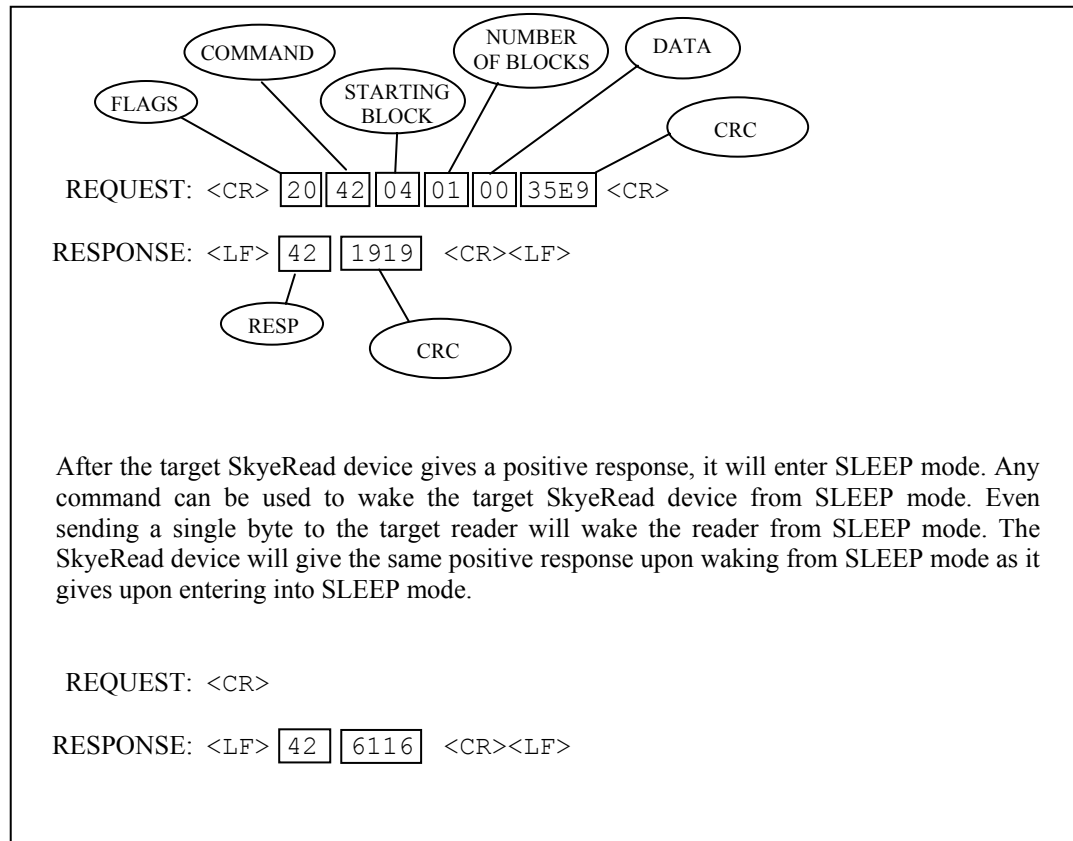 COMMAND
NUMBER
OF BLOCKS
DATA
FLAGS
STARTING
BLOCK
CRC
REQUEST: <CR> 20 42 04 01 00 35E9 <CR>
RESPONSE: <LF> 42 1919 <CR><LF>
RESP
CRC
After the target SkyeRead device gives a positive response, it will enter SLEEP mode. Any
command can be used to wake the target SkyeRead device from SLEEP mode. Even
sending a single byte to the target reader will wake the reader from SLEEP mode. The
SkyeRead device will give the same positive response upon waking from SLEEP mode as it
gives upon entering into SLEEP mode.
REQUEST: <CR>
RESPONSE: <LF> 42 6116 <CR><LF>